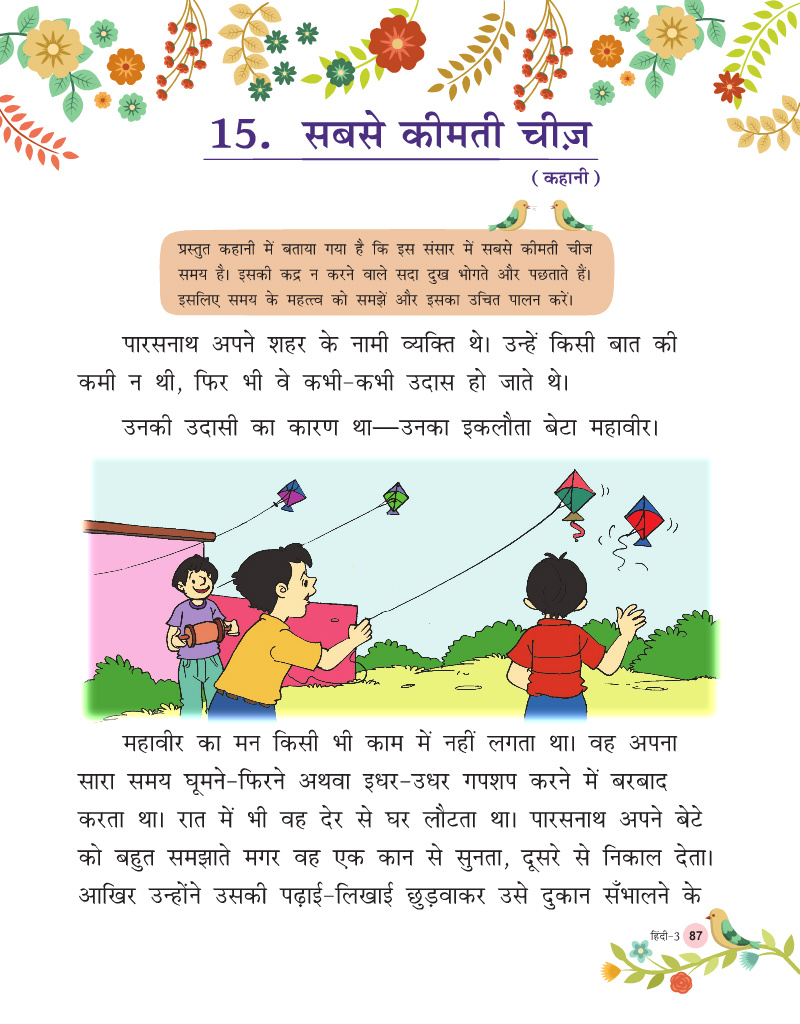 15. सबसे कीमती चीज़
( कहानी )
प्रस्तुत कहानी में बताया गया है कि इस संसार में सबसे कीमती चीज
समय है। इसकी कद्र न करने वाले सदा दुख भोगते और पछताते हैं।
इसलिए समय के महत्त्व को समझें और इसका उचित पालन करें।
पारसनाथ अपने शहर के नामी व्यक्ति थे। उन्हें किसी बात की
कमी न थी, फिर भी वे कभी-कभी उदास हो जाते थे।
उनकी उदासी का कारण था—उनका इकलौता बेटा महावीर।
महावीर का मन किसी भी काम में नहीं लगता था। वह अपना
सारा समय घूमने-फिरने अथवा इधर-उधर गपशप करने में बरबाद
करता था। रात में भी वह देर से घर लौटता था। पारसनाथ अपने बेटे
को बहुत समझाते मगर वह एक कान से सुनता, दूसरे से निकाल देता।
आखिर उन्होंने उसकी पढ़ाई-लिखाई छुड़वाकर उसे दुकान सँभालने के
हिंदी-3 87